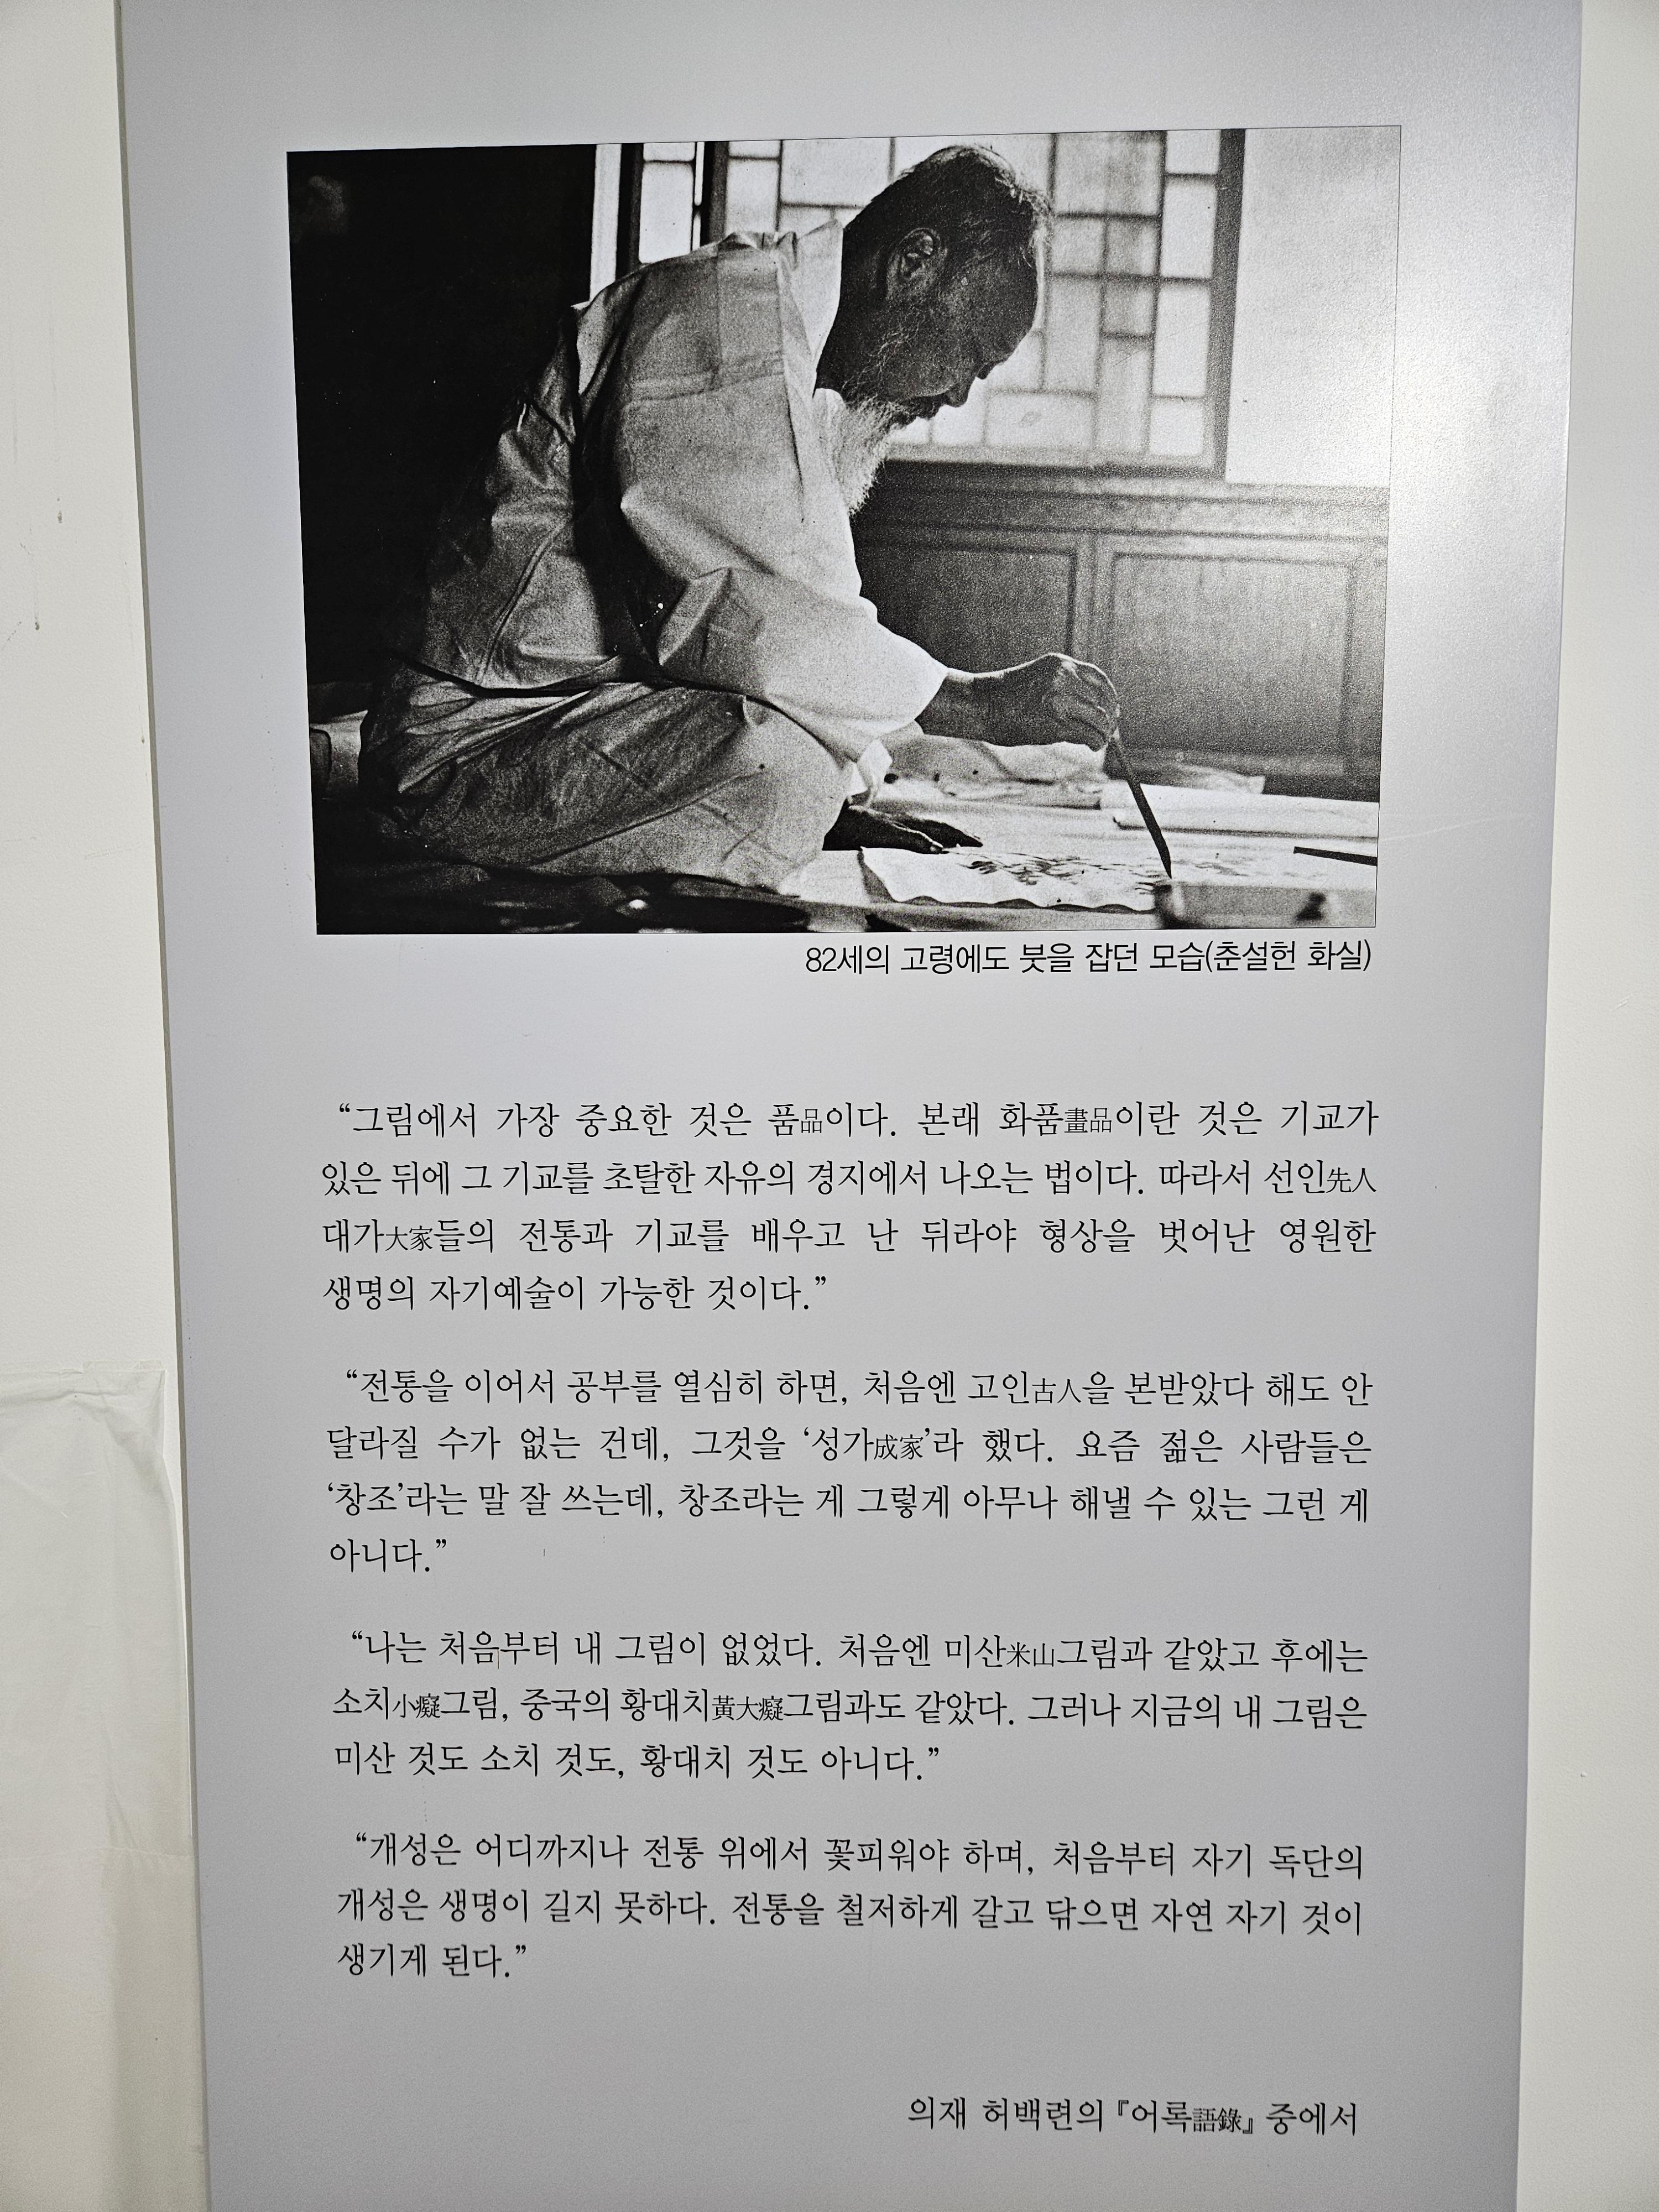 82세의 고령에도 붓을 잡던 모습(춘설헌 화실)
“그림에서 가장 중요한 것은 품品이다. 본래 화품畫品이란 것은 기교가
있은 뒤에 그 기교를 초탈한 자유의 경지에서 나오는 법이다. 따라서 선인先人
대가大家들의 전통과 기교를 배우고 난 뒤라야 형상을 벗어난 영원한
생명의 자기예술이 가능한 것이다.”
“전통을 이어서 공부를 열심히 하면, 처음엔 고인古人을 본받았다 해도 안
달라질 수가 없는 건데, 그것을 ‘성가成家’라 했다. 요즘 젊은 사람들은
‘창조’라는 말 잘 쓰는데, 창조라는 게 그렇게 아무나 해낼 수 있는 그런 게
아니다.”
“나는 처음부터 내 그림이 없었다. 처음엔 미산米山그림과 같았고 후에는
소치小癡그림, 중국의 황대치黃大癡그림과도 같았다. 그러나 지금의 내 그림은
미산 것도 소치 것도, 황대치 것도 아니다.”
“개성은 어디까지나 전통 위에서 꽃피워야 하며, 처음부터 자기 독단의
개성은 생명이 길지 못하다. 전통을 철저하게 갈고 닦으면 자연 자기 것이
생기게 된다.”
의재 허백련의『어록語錄』중에서